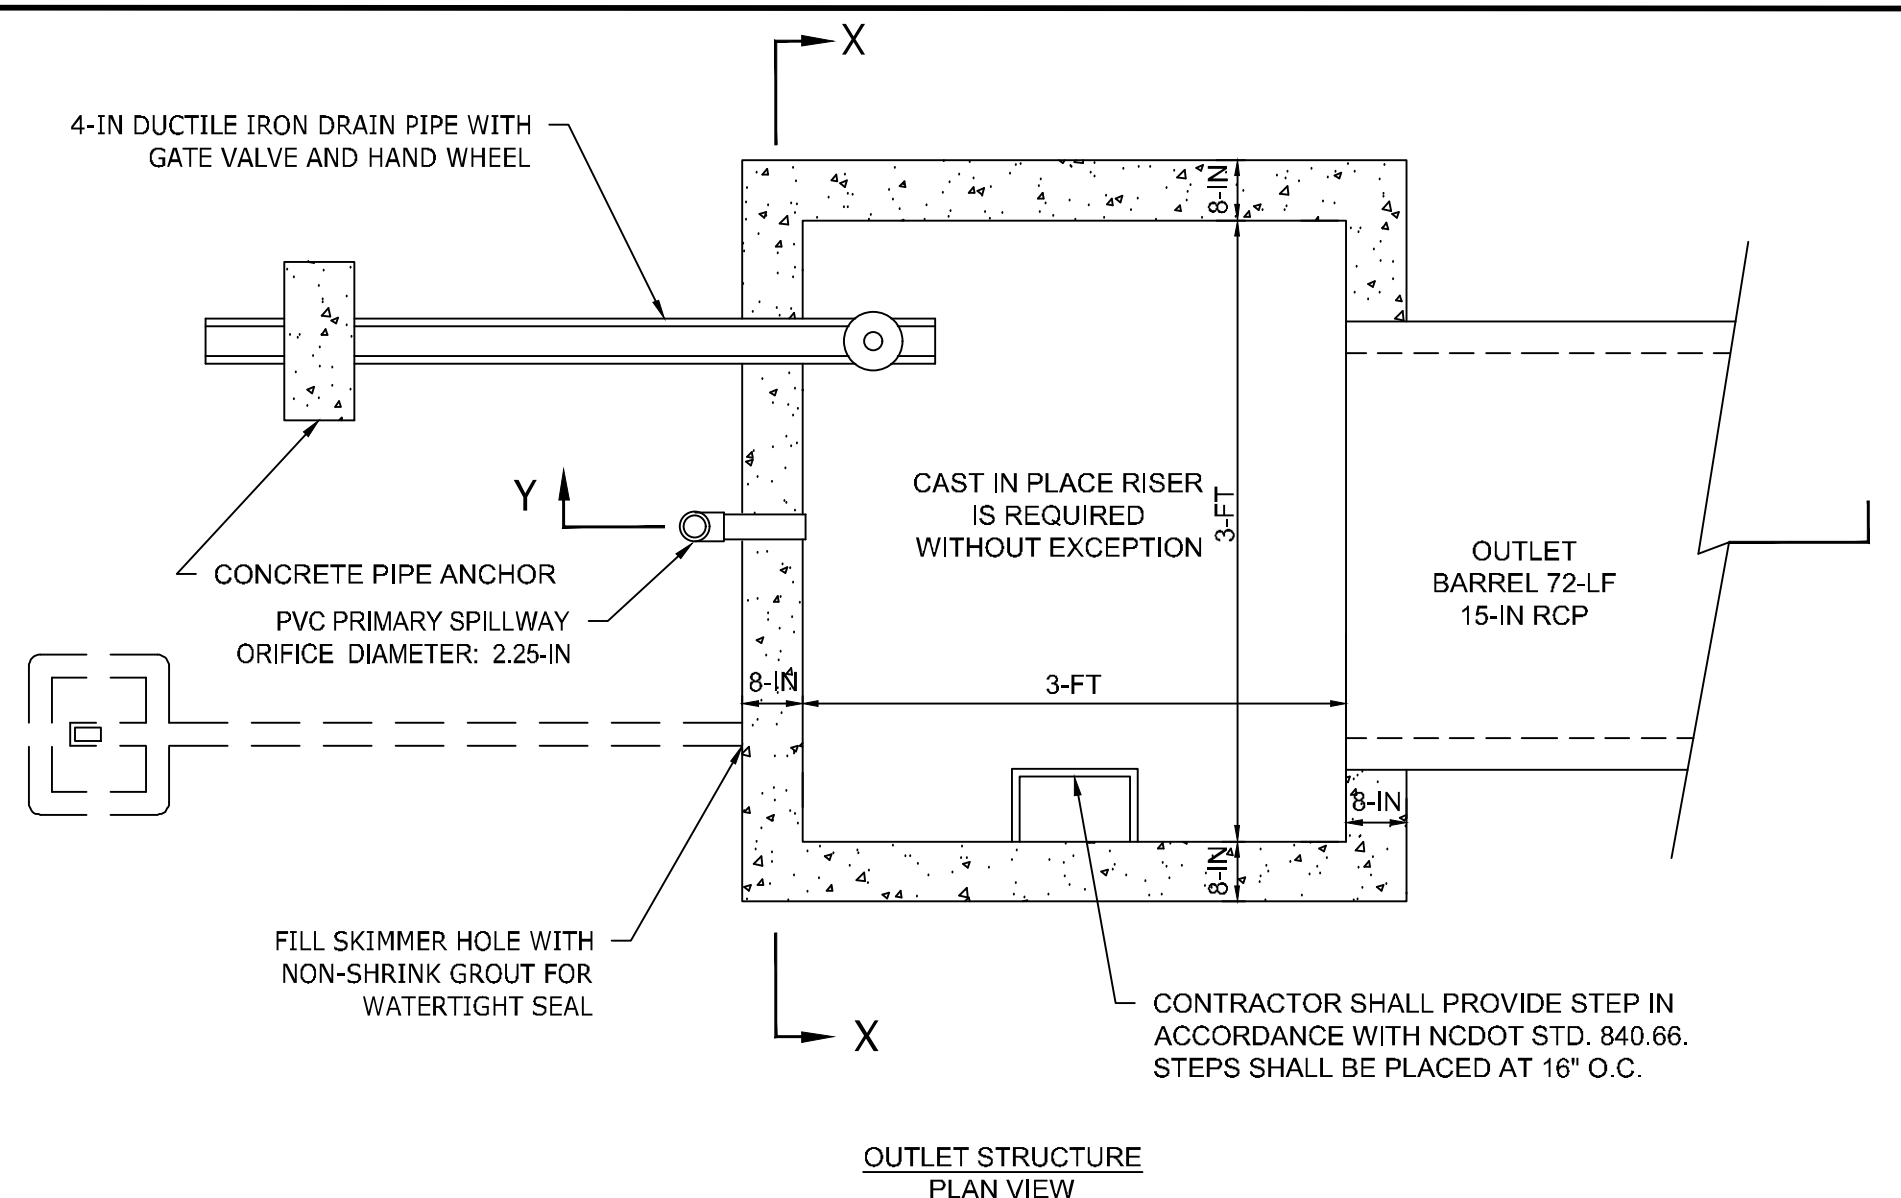 X
4-IN DUCTILE IRON DRAIN PIPE WITH
GATE VALVE AND HAND WHEEL
8-IN
CAST IN PLACE RISER
IS REQUIRED
WITHOUT EXCEPTION
3-FT
Y
OUTLET
BARREL 72-LF
15-IN RCP
CONCRETE PIPE ANCHOR
PVC PRIMARY SPILLWAY
ORIFICE DIAMETER: 2.25-IN
8-IN
3-FT
8-IN
8-IN
FILL SKIMMER HOLE WITH
NON-SHRINK GROUT FOR
WATERTIGHT SEAL
X
CONTRACTOR SHALL PROVIDE STEP IN
ACCORDANCE WITH NCDOT STD. 840.66.
STEPS SHALL BE PLACED AT 16" O.C.
OUTLET STRUCTURE
PLAN VIEW